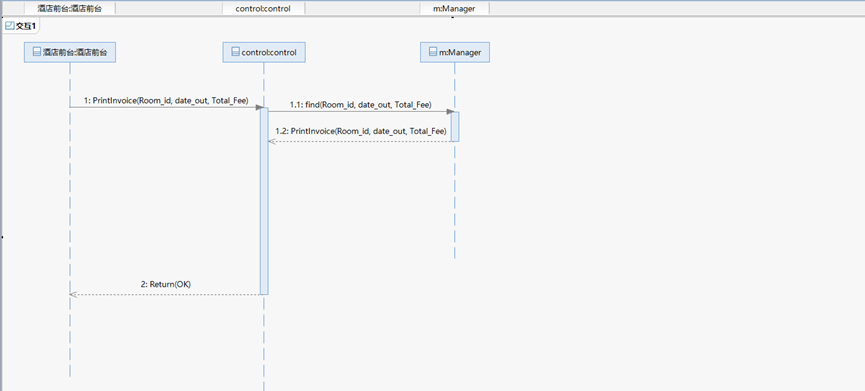 酒店前台:酒店前台 control:control m:Manager
交互1
酒店前台:酒店前台 control:control m:Manager
1: PrintInvoice(Room_id, date_out, Total_Fee)
1.1: find(Room_id, date_out, Total_Fee)
1.2: PrintInvoice(Room_id, date_out, Total_Fee)
2: Return(OK)